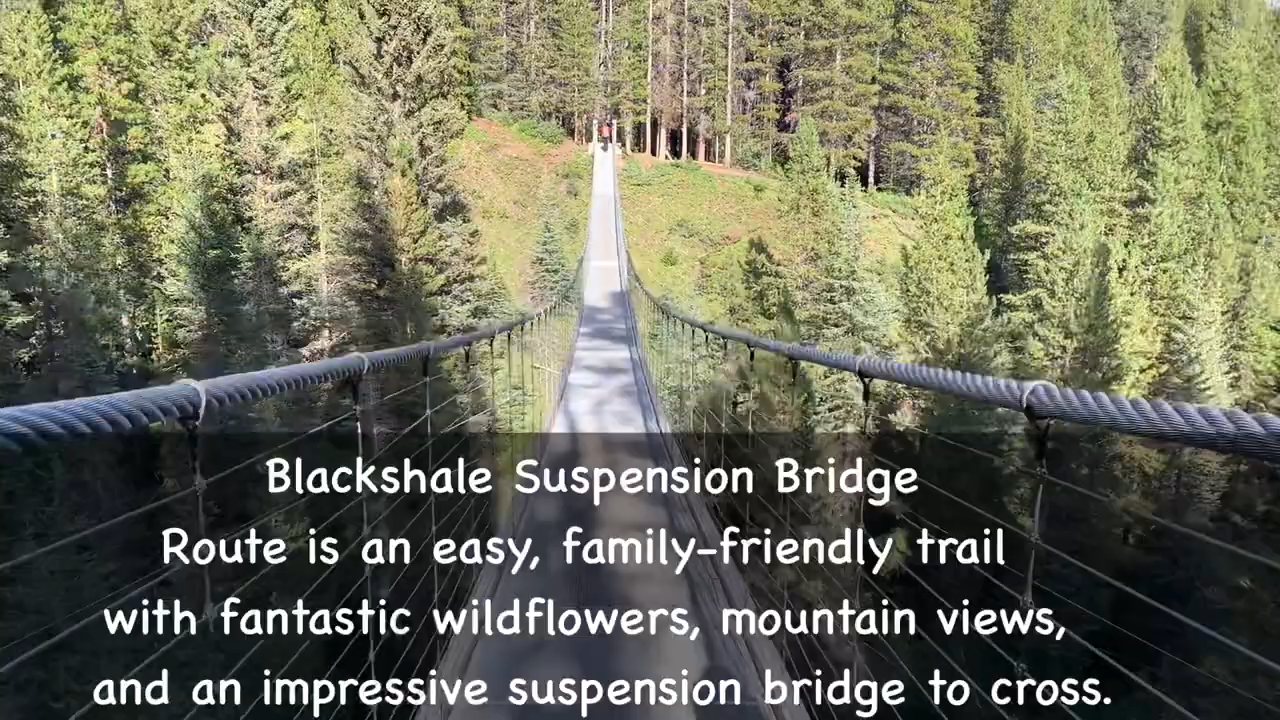 Blackshale Suspension Bridge
Route is an easy, family-friendly trail
with fantastic wildflowers, mountain views,
and an impressive suspension bridge to cross.